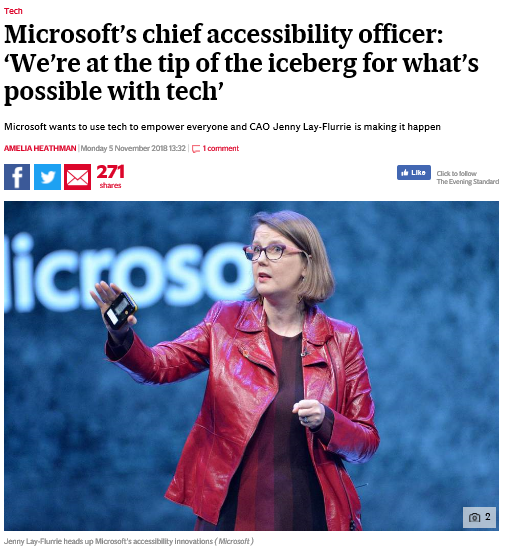 Tech
Microsoft's chief accessibility officer:
‘We're at the tip of the iceberg for what's
possible with tech’
Microsoft wants to use tech to empower everyone and CAO Jenny Lay-Flurrie is making it happen
AMELIA HEATHMAN | Monday 5 November 2018 13:32 | 1 comment
271
shares
Like
Click to follow
The Evening Standard
icroso
2
Jenny Lay-Flurrie heads up Microsoft's accessibility innovations ( Microsoft )